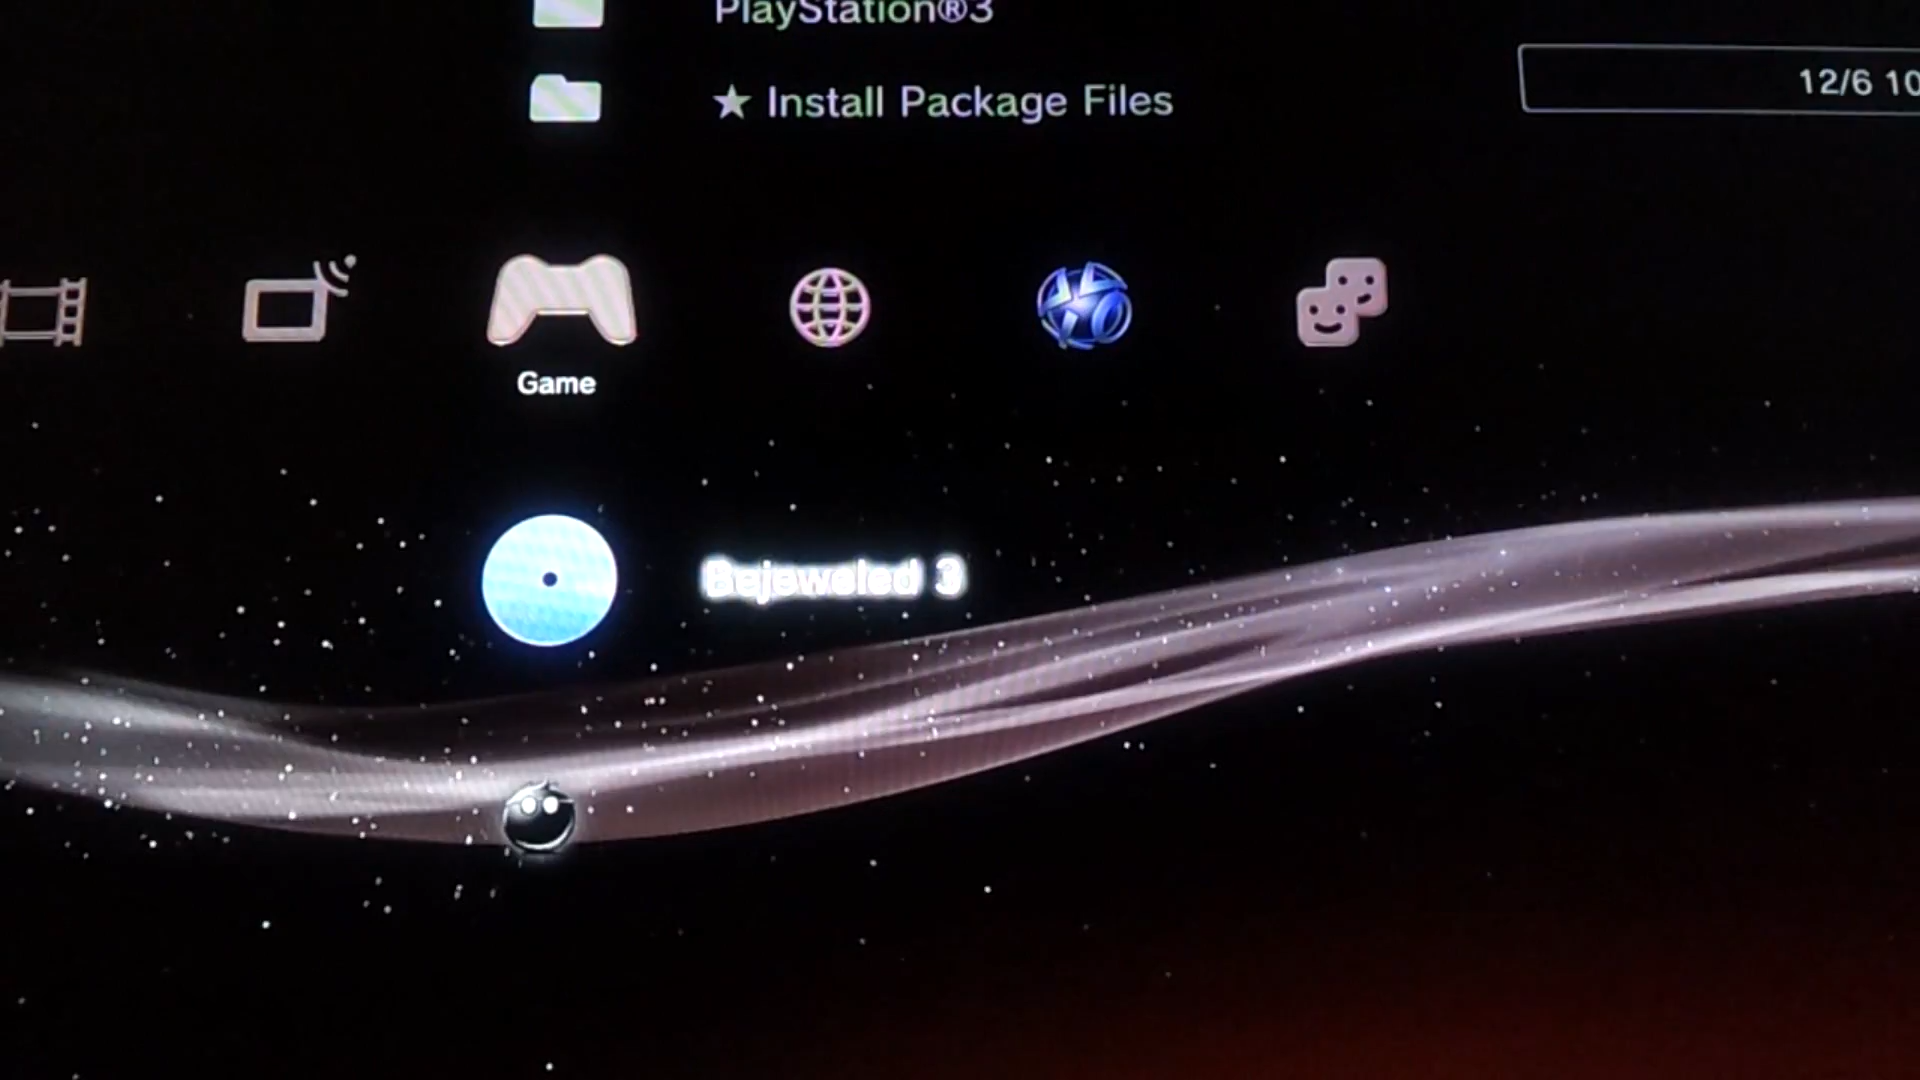 PlayStation®3
★ Install Package Files
12/6 10
Game
Bejeweled 3